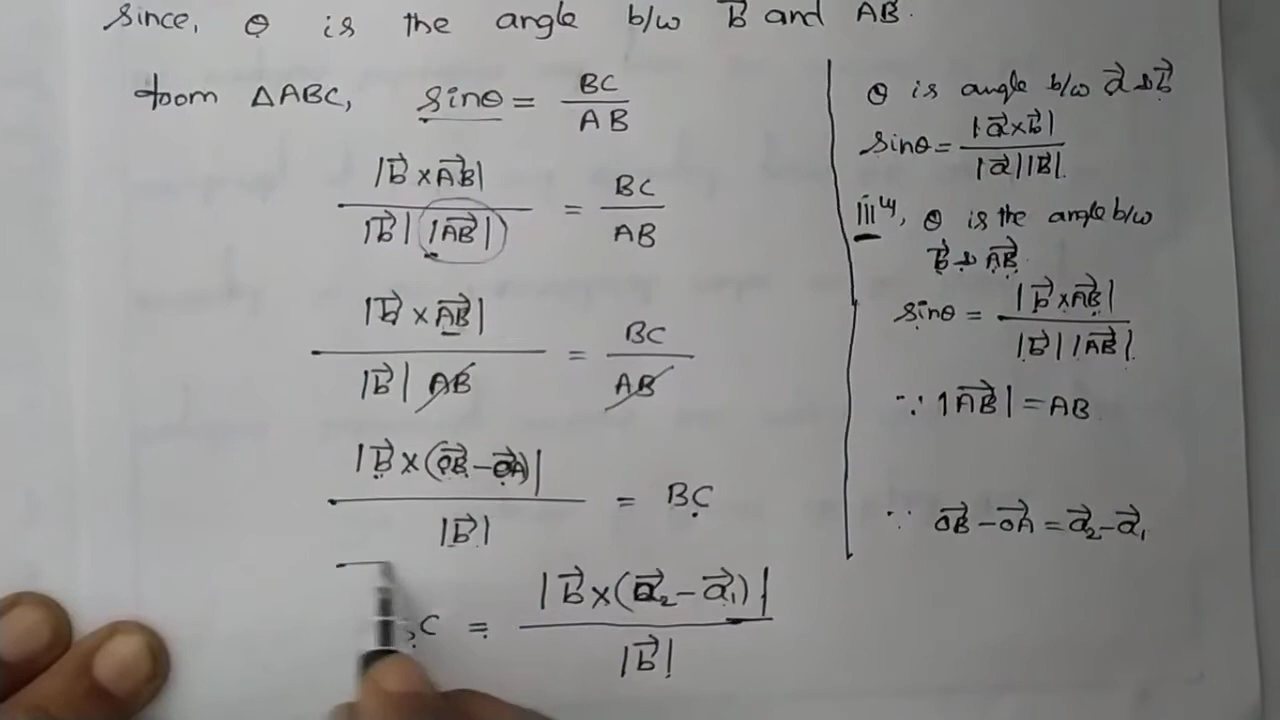 Since, θ is the angle b/w b⃗ and AB.
from ΔABC, sinθ = BC / AB
|b⃗ × AB⃗| / |b⃗| |AB⃗| = BC / AB
|b⃗ × AB⃗| / |b⃗| AB = BC / AB
|b⃗ × (OB⃗ − OA⃗)| / |b⃗| = BC
C = |b⃗ × (a⃗₂ − a⃗₁)| / |b⃗|
θ is angle b/w a⃗ & b⃗
sinθ = |a⃗ × b⃗| / |a⃗| |b⃗|.
iiily, θ is the angle b/w
b⃗ & AB⃗.
sinθ = |b⃗ × AB⃗| / |b⃗| |AB⃗|.
∵ |AB⃗| = AB.
∵ OB⃗ − OA⃗ = a⃗₂ − a⃗₁